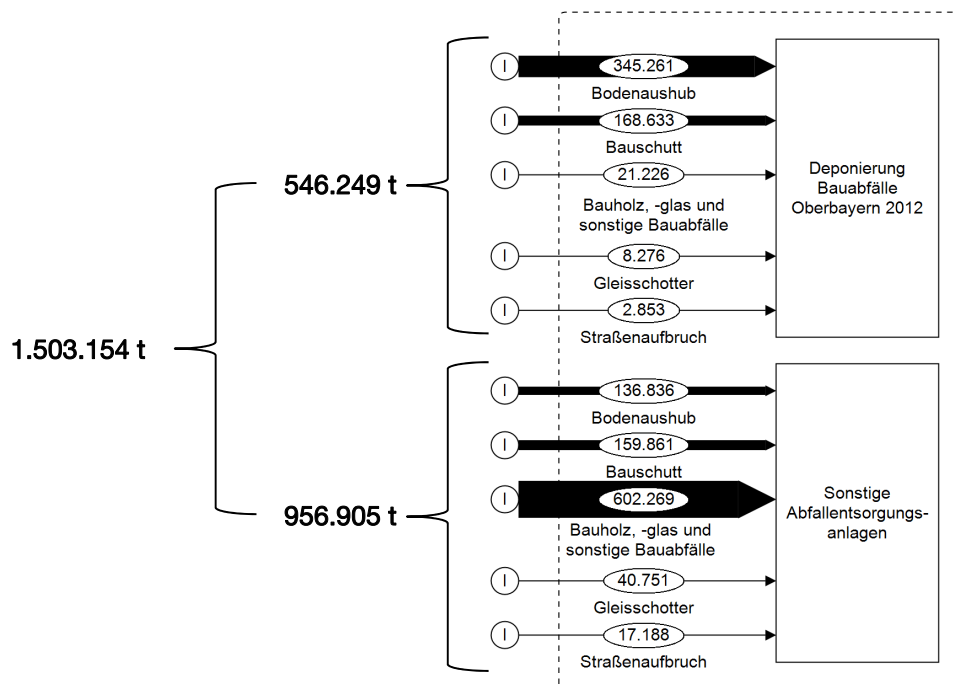 1.503.154 t
546.249 t
I
345.261
Bodenaushub
I
168.633
Bauschutt
I
21.226
Bauholz, -glas und
sonstige Bauabfälle
I
8.276
Gleisschotter
I
2.853
Straßenaufbruch
Deponierung
Bauabfälle
Oberbayern 2012
956.905 t
I
136.836
Bodenaushub
I
159.861
Bauschutt
I
602.269
Bauholz, -glas und
sonstige Bauabfälle
I
40.751
Gleisschotter
I
17.188
Straßenaufbruch
Sonstige
Abfallentsorgungs-
anlagen